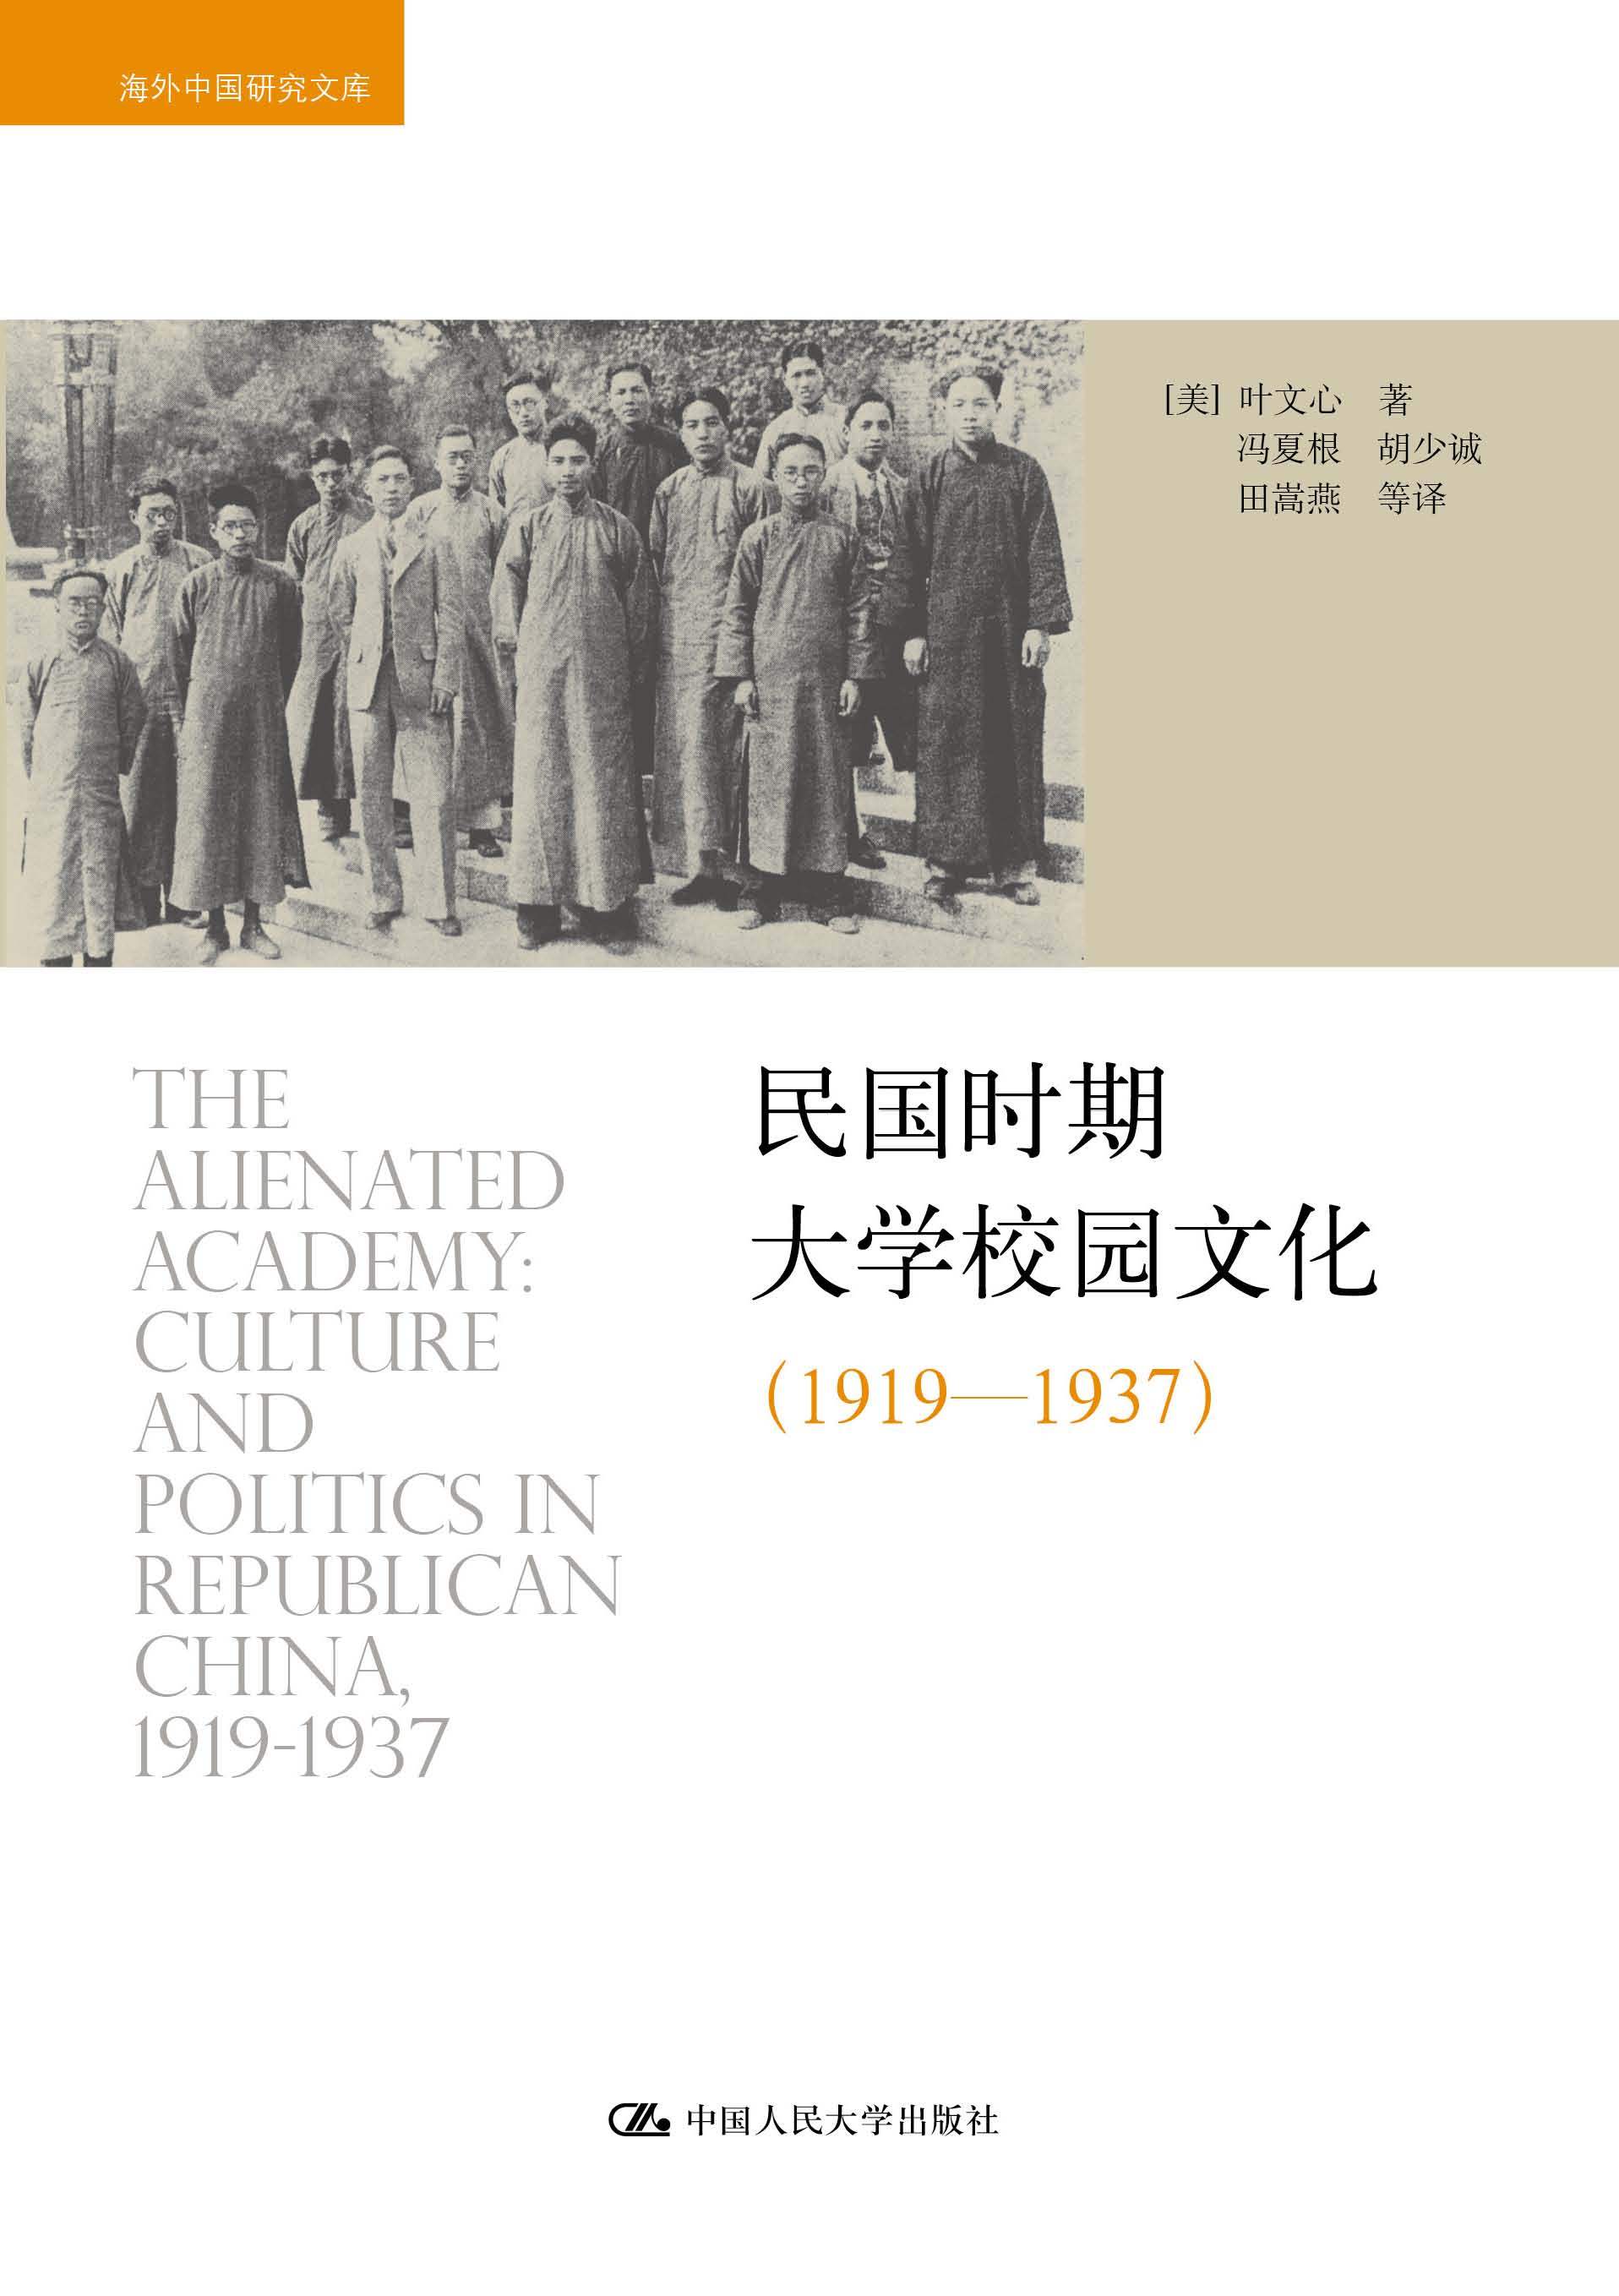 海外中国研究文库
[美] 叶文心 著
冯夏根 胡少诚
田嵩燕 等译
THE
ALIENATED
ACADEMY:
CULTURE
AND
POLITICS IN
REPUBLICAN
CHINA,
1919-1937
民国时期
大学校园文化
（1919—1937）
中国人民大学出版社